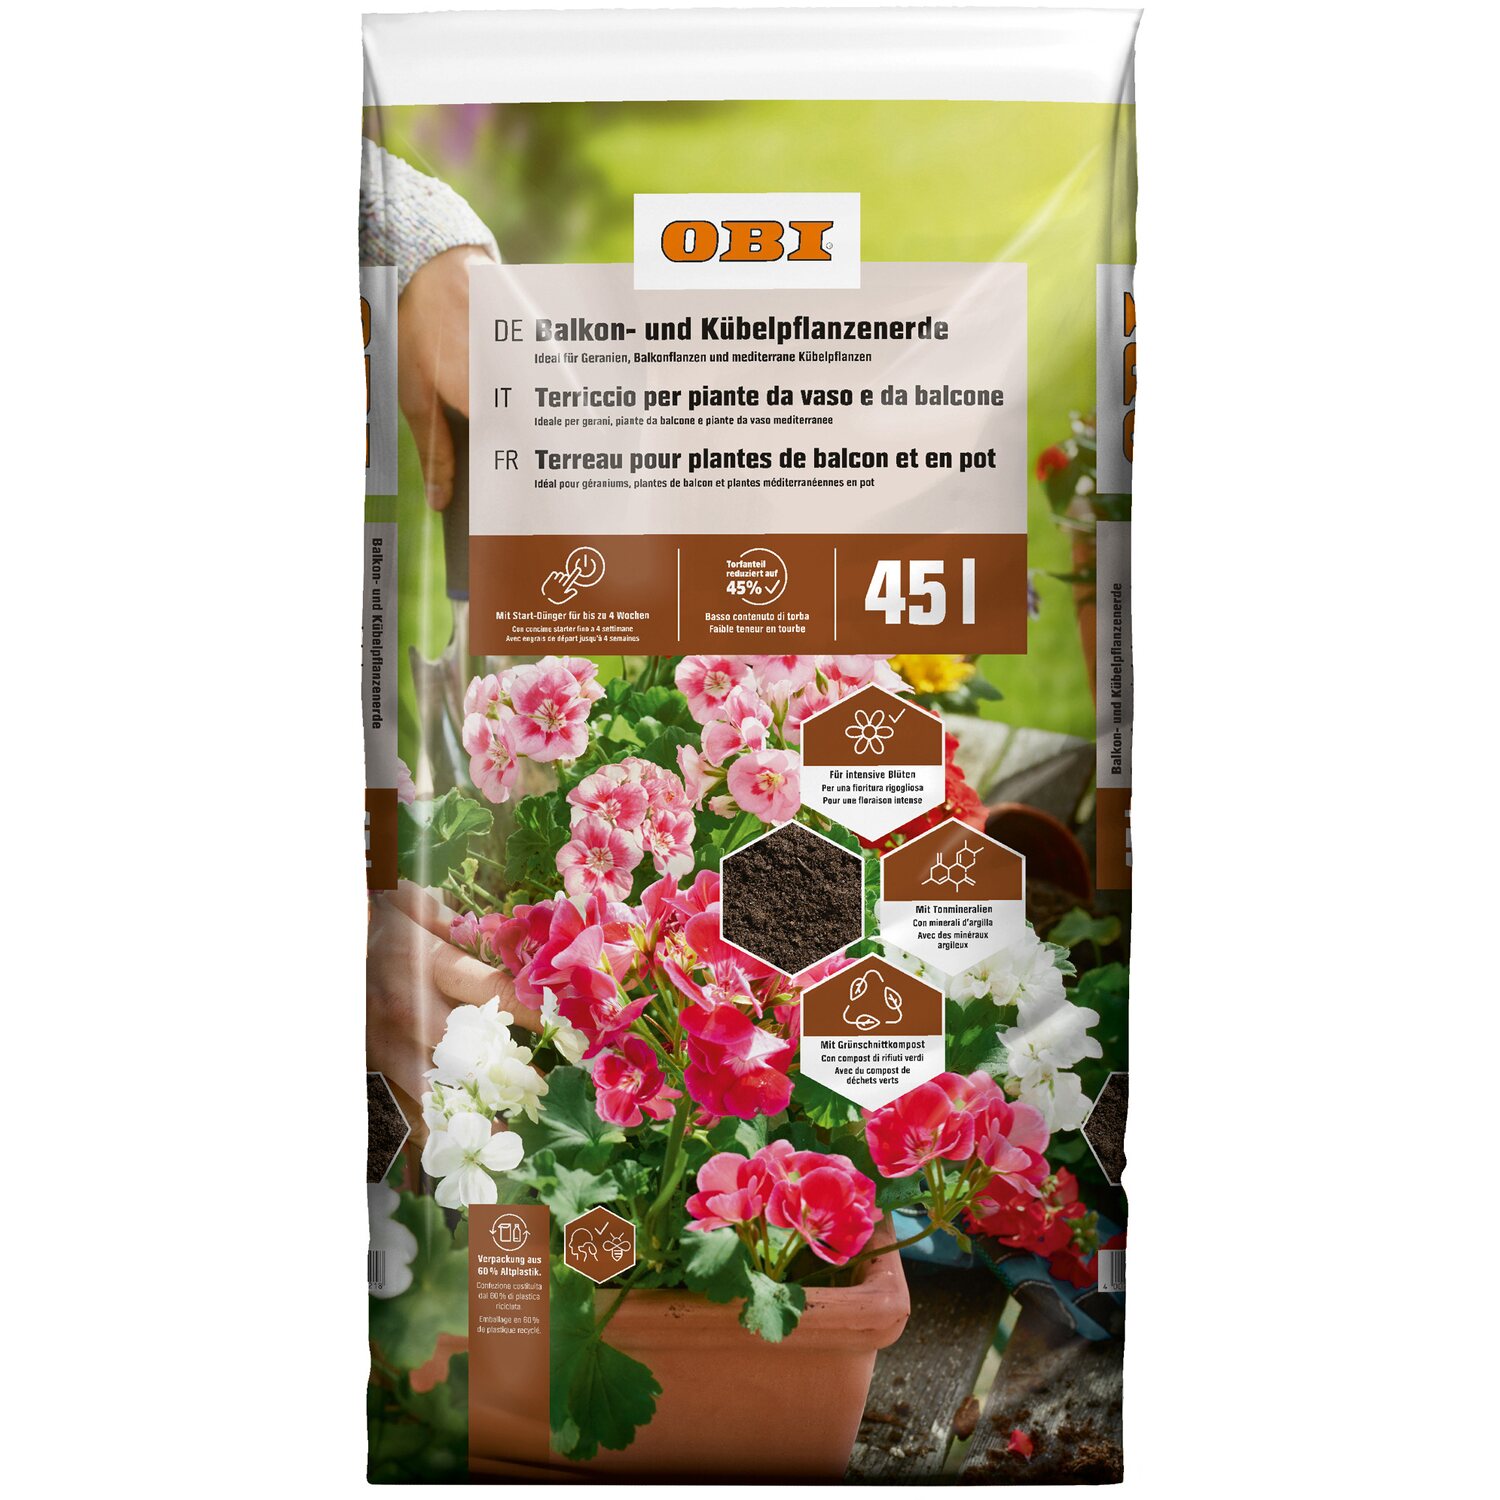 OBI
DE Balkon- und Kübelpflanzenerde
Ideal für Geranien, Balkonflanzen und mediterrane Kübelpflanzen
IT Terriccio per piante da vaso e da balcone
Ideale per gerani, piante da balcone e piante da vaso mediterranee
FR Terreau pour plantes de balcon et en pot
Idéal pour géraniums, plantes de balcon et plantes méditerranéennes en pot
Mit Start-Dünger für bis zu 4 Wochen
Con concime starter fino a 4 settimane
Avec engrais de départ jusqu'à 4 semaines
Torfanteil
reduziert auf
45%
Basso contenuto di torba
Faible teneur en tourbe
45 l
Für intensive Blüten
Per una fioritura rigogliosa
Pour une floraison intense
Mit Tonmineralien
Con minerali d'argilla
Avec des minéraux
argileux
Mit Grünschnittkompost
Con compost di rifiuti verdi
Avec du compost de
déchets verts
Verpackung aus
60 % Altplastik.
Confezione costituita
dal 60 % di plastica
riciclata.
Emballage en 60 %
de plastique recyclé.
Balkon- und Kübelpflanzenerde
Balkon- und Kübelpflanzenerde